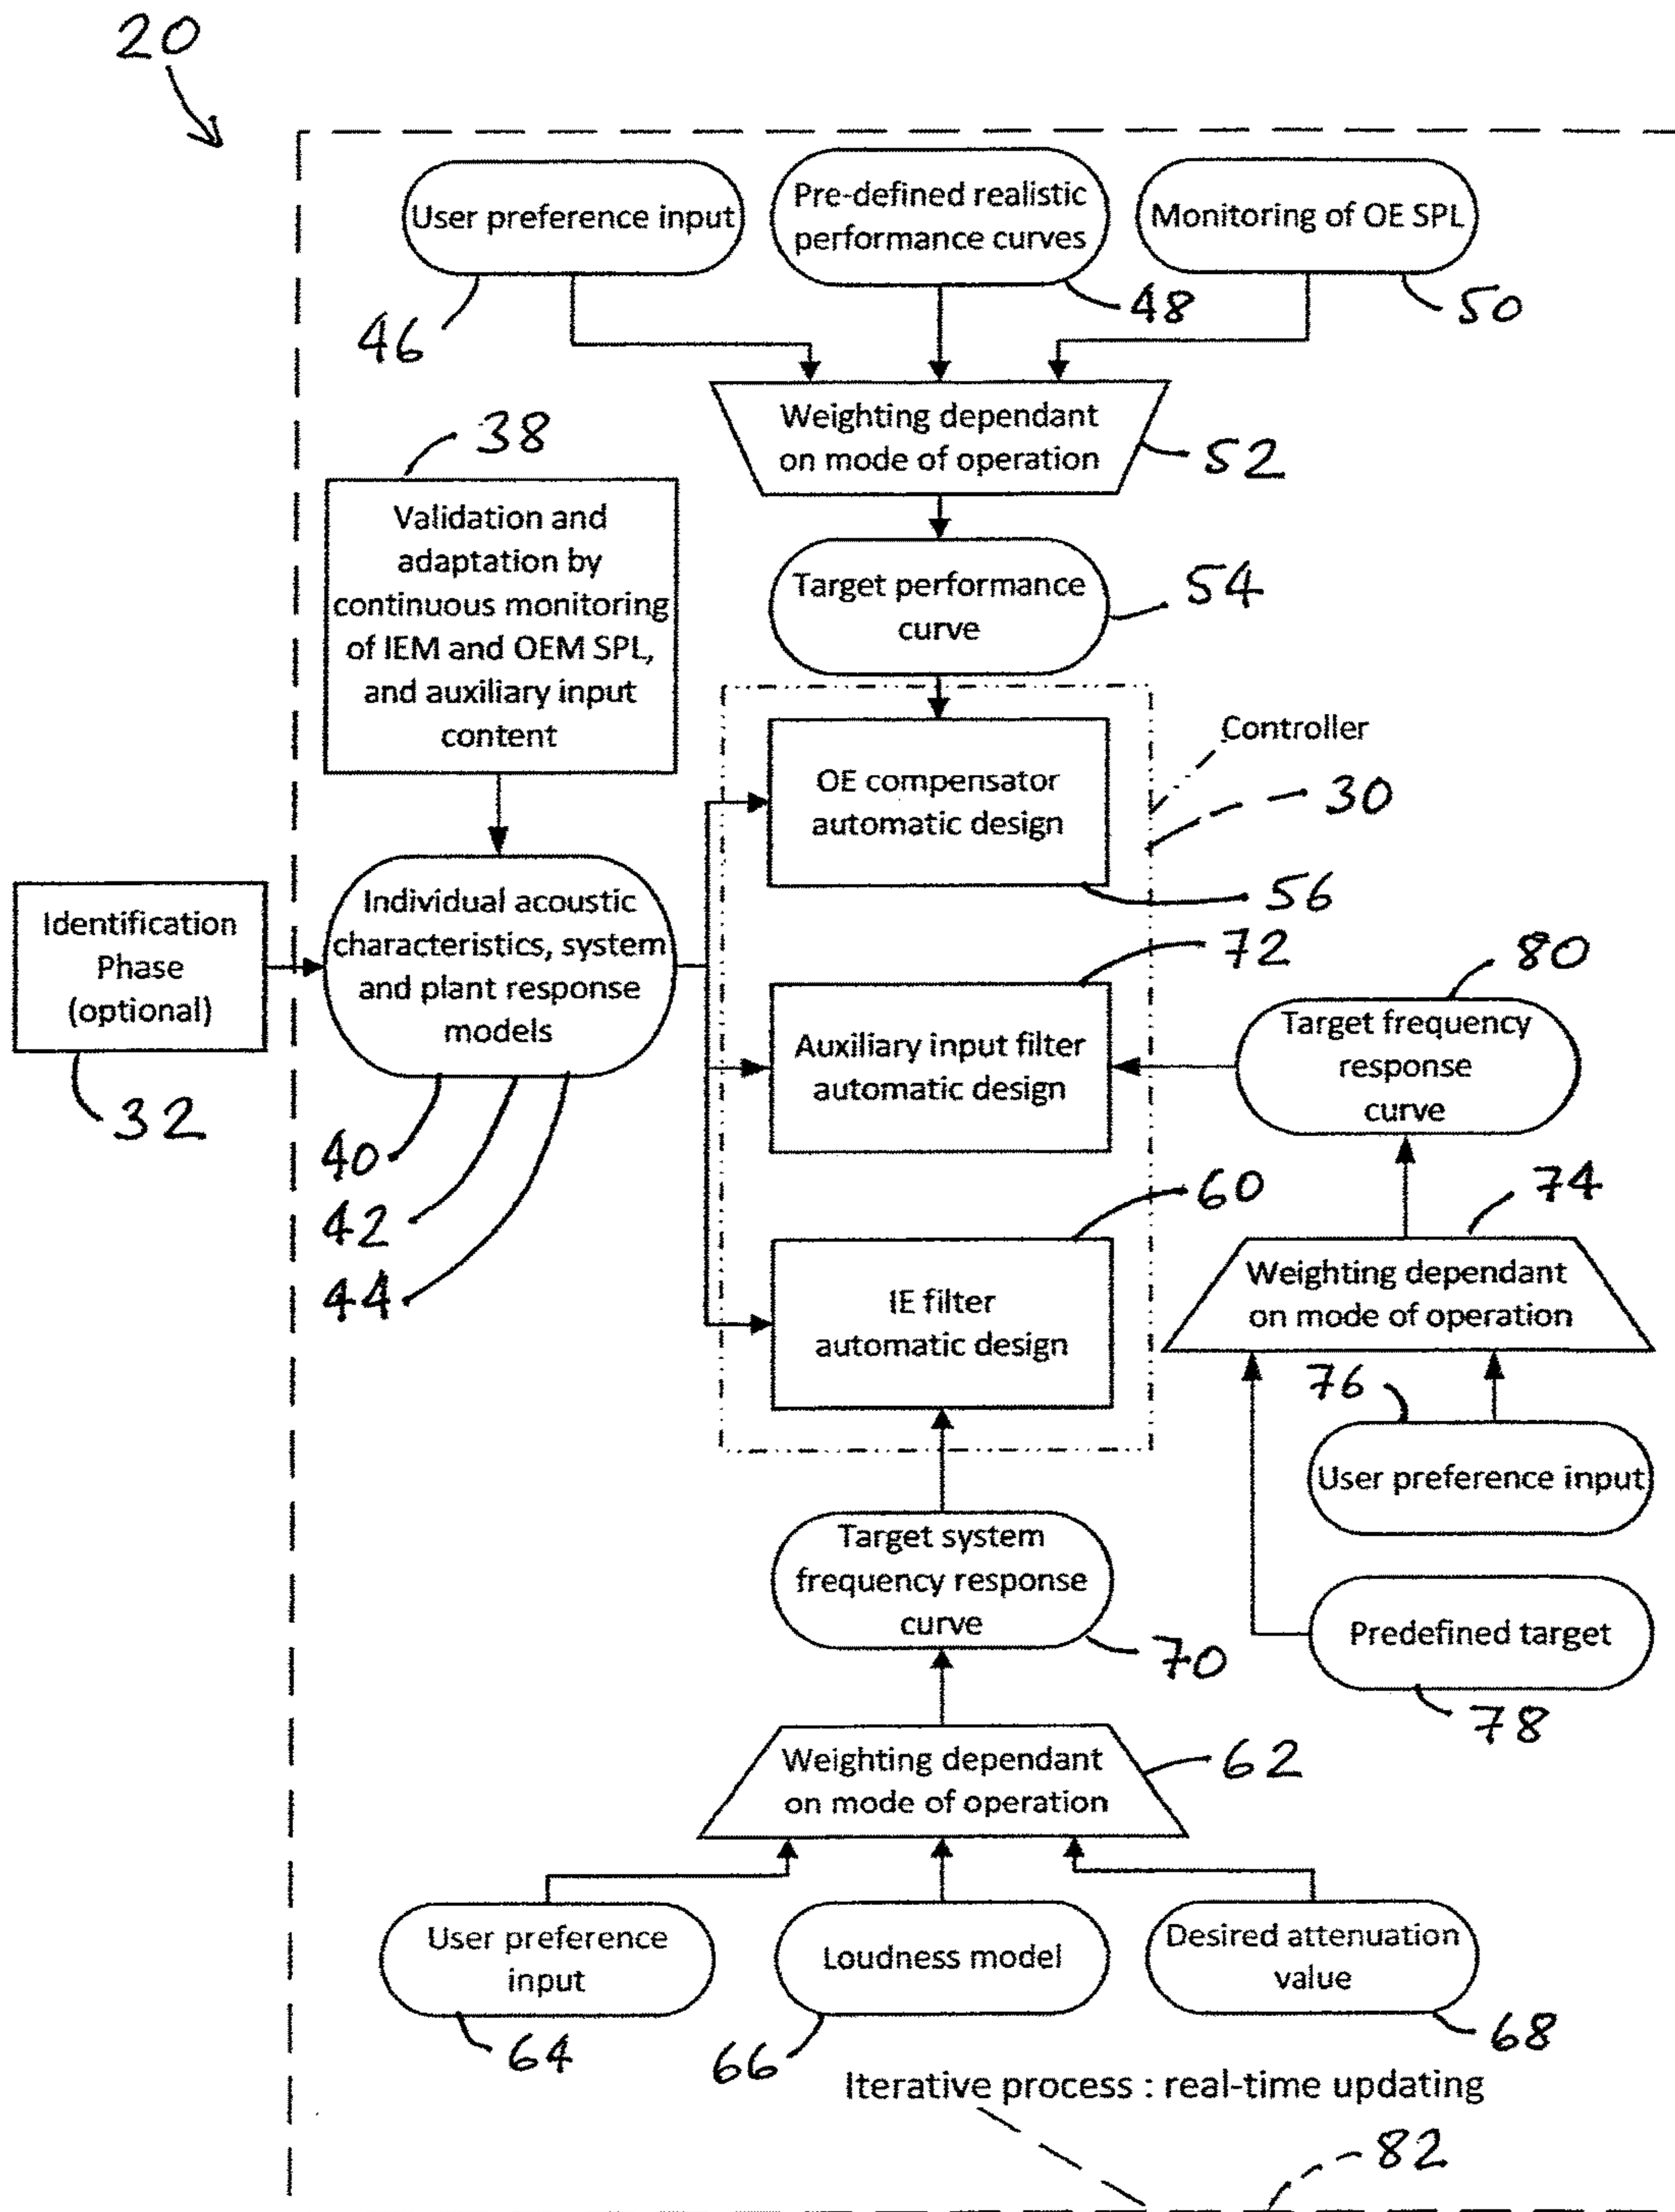 20
User preference input
Pre-defined realistic
performance curves
Monitoring of OE SPL
46
48
50
Weighting dependant
on mode of operation
52
38
Validation and
adaptation by
continuous monitoring
of IEM and OEM SPL,
and auxiliary input
content
Target performance
curve
54
Controller
30
OE compensator
automatic design
56
Identification
Phase
(optional)
32
Individual acoustic
characteristics, system
and plant response
models
40
42
44
72
Auxiliary input filter
automatic design
80
Target frequency
response
curve
60
IE filter
automatic design
74
Weighting dependant
on mode of operation
76
User preference input
Predefined target
78
Target system
frequency response
curve
70
Weighting dependant
on mode of operation
62
User preference
input
64
Loudness model
66
Desired attenuation
value
68
Iterative process : real-time updating
82